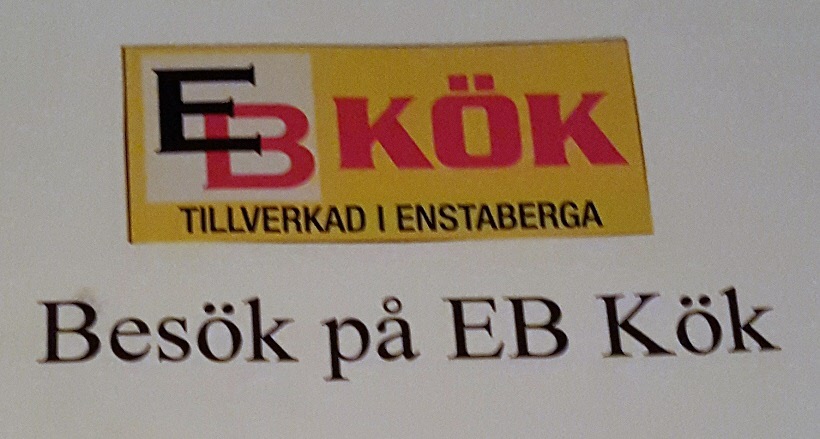 EB KÖK
TILLVERKAD I ENSTABERGA
Besök på EB Kök